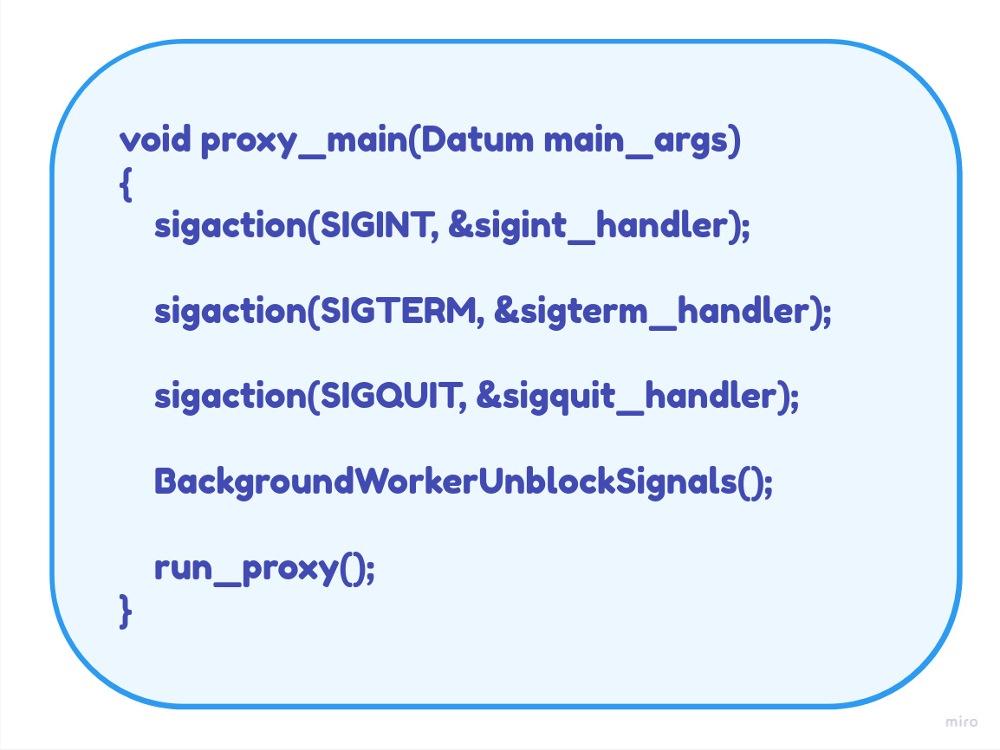 void proxy_main(Datum main_args)
{
sigaction(SIGINT, &sigint_handler);
sigaction(SIGTERM, &sigterm_handler);
sigaction(SIGQUIT, &sigquit_handler);
BackgroundWorkerUnblockSignals();
run_proxy();
}
miro